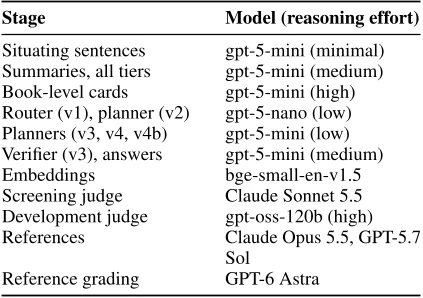 Stage Model (reasoning effort)
Situating sentences gpt-5-mini (minimal)
Summaries, all tiers gpt-5-mini (medium)
Book-level cards gpt-5-mini (high)
Router (v1), planner (v2) gpt-5-nano (low)
Planners (v3, v4, v4b) gpt-5-mini (low)
Verifier (v3), answers gpt-5-mini (medium)
Embeddings bge-small-en-v1.5
Screening judge Claude Sonnet 5.5
Development judge gpt-oss-120b (high)
References Claude Opus 5.5, GPT-5.7
Sol
Reference grading GPT-6 Astra